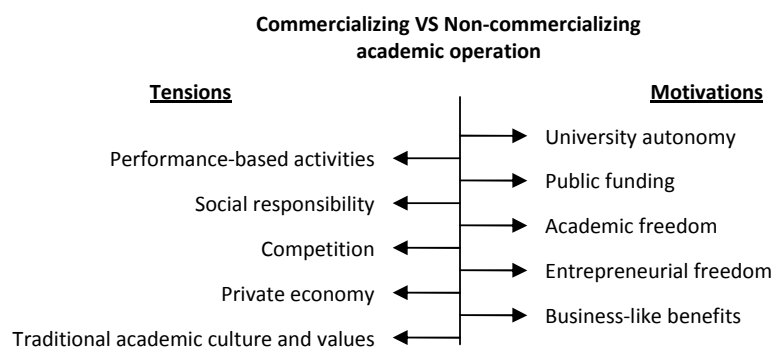 Commercializing VS Non-commercializing
academic operation
Tensions
Motivations
University autonomy
Performance-based activities
Public funding
Social responsibility
Academic freedom
Competition
Entrepreneurial freedom
Private economy
Business-like benefits
Traditional academic culture and values